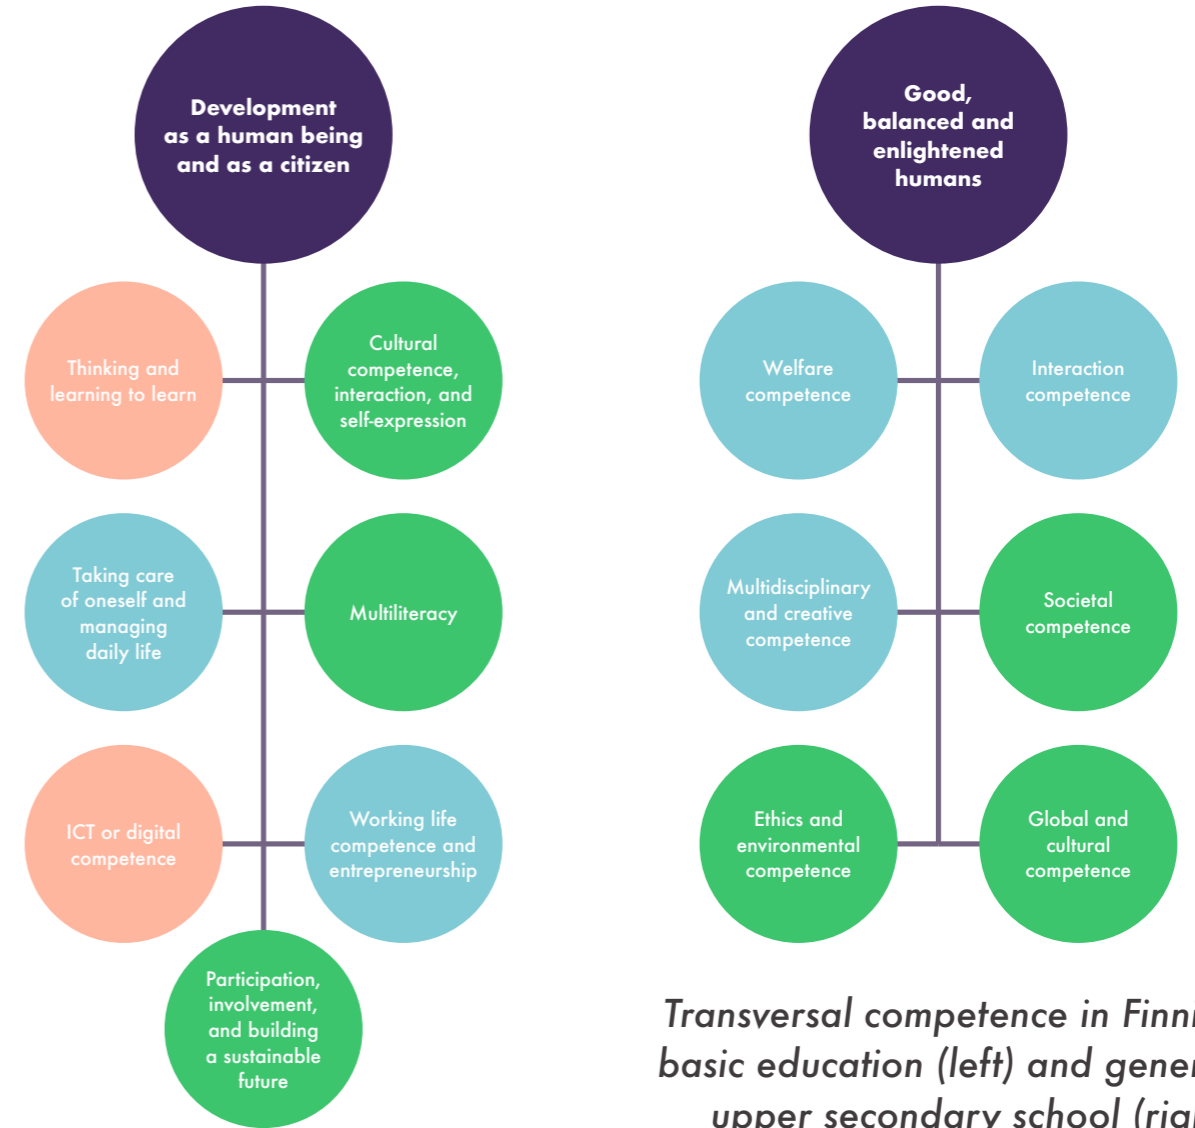 Development
as a human being
and as a citizen
Thinking and
learning to learn
Cultural
competence,
interaction, and
self-expression
Taking care
of oneself and
managing
daily life
Multiliteracy
ICT or digital
competence
Working life
competence and
entrepreneurship
Participation,
involvement,
and building
a sustainable
future
Good,
balanced and
enlightened
humans
Welfare
competence
Interaction
competence
Multidisciplinary
and creative
competence
Societal
competence
Ethics and
environmental
competence
Global and
cultural
competence
Transversal competence in
basic education (left) and
upper secondary school